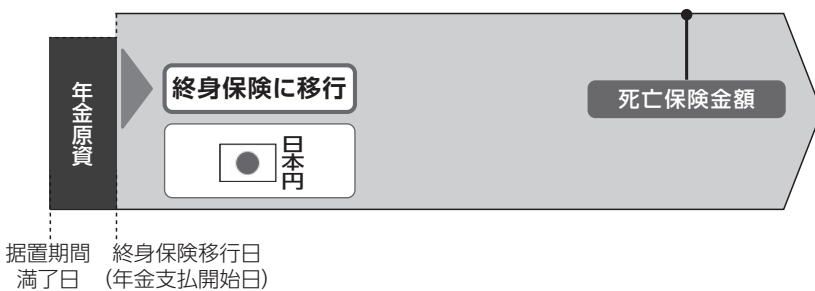 年金原資
終身保険に移行
日本円
死亡保険金額
据置期間
満了日
終身保険移行日
(年金支払開始日)